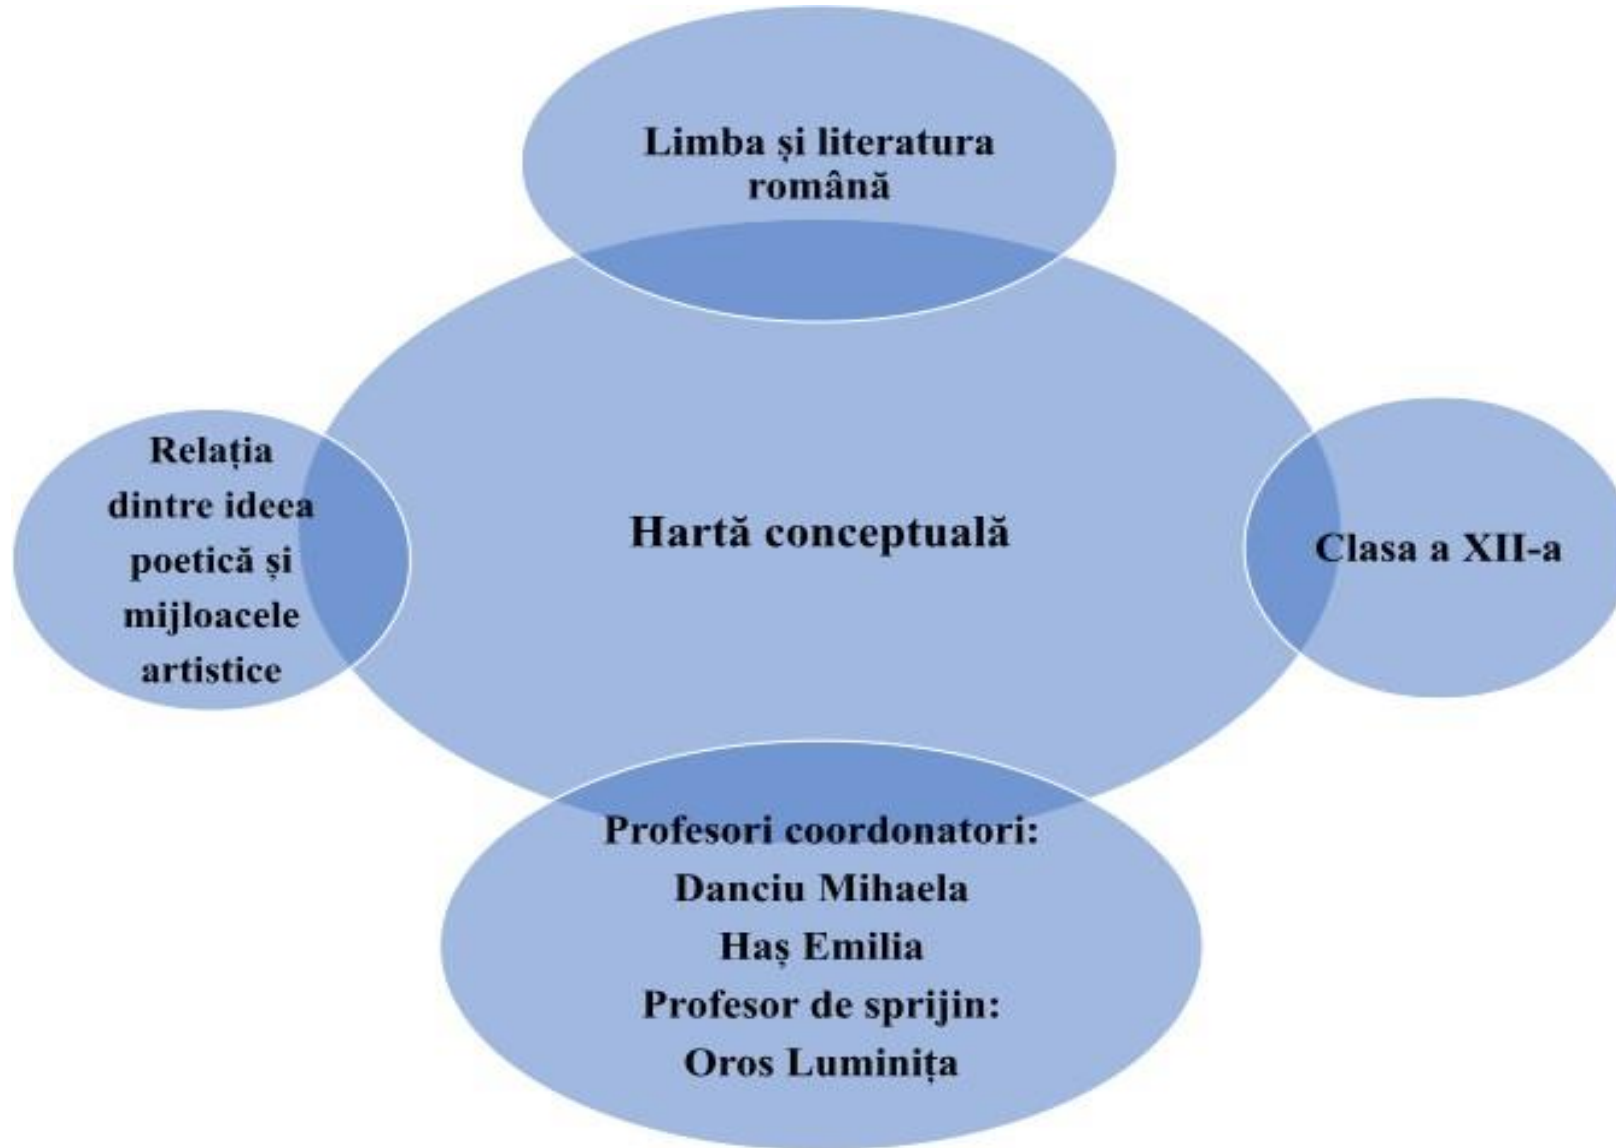 Limba și literatura
română
Relația
dintre ideea
poetică și
mijloacele
artistice
Hartă conceptuală
Clasa a XII-a
Profesori coordonatori:
Danciu Mihaela
Haș Emilia
Profesor de sprijin:
Oros Luminița